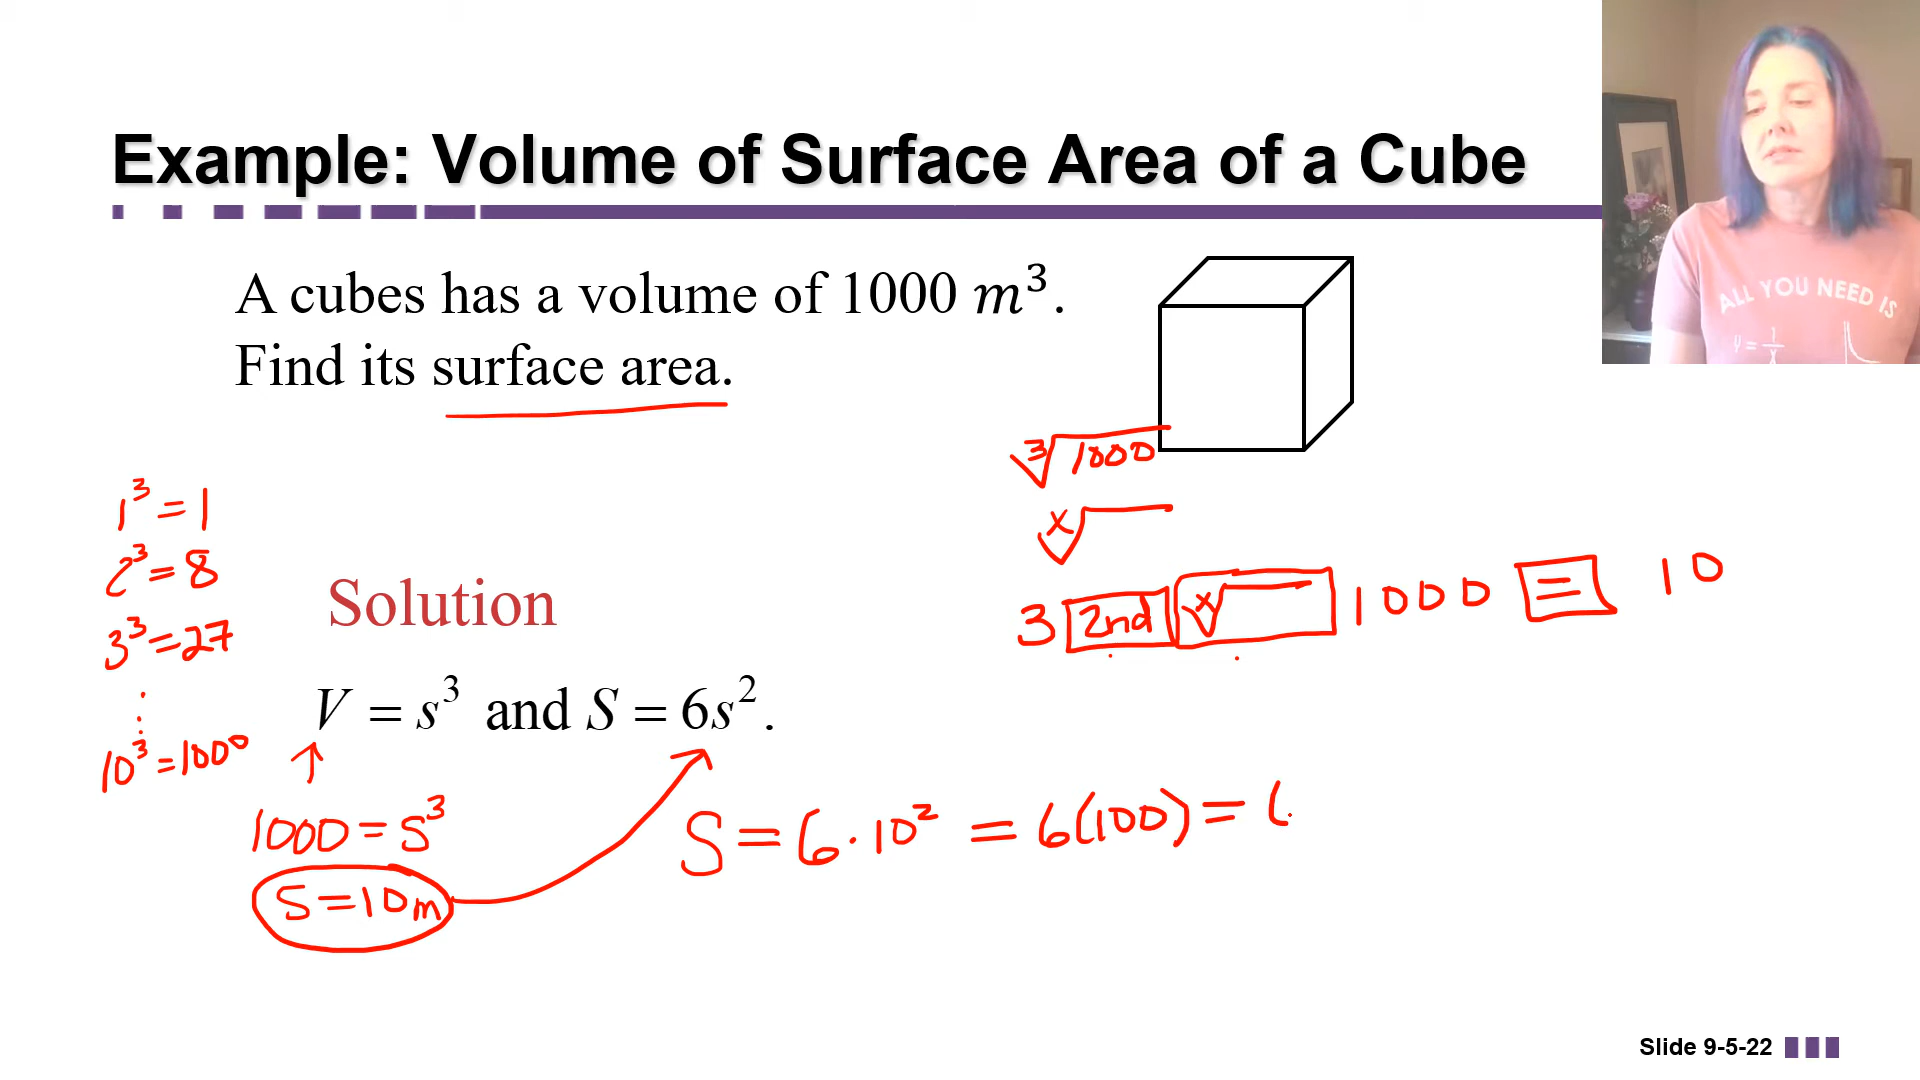 Example: Volume of Surface Area of a Cube
A cubes has a volume of 1000 m³.
Find its surface area.
ALL YOU NEED IS
y = 1/x
∛1000
ˣ√
1³ = 1
2³ = 8
3³ = 27
⋮
10³ = 1000
3 2nd ˣ√ 1000 = 10
Solution
V = s³ and S = 6s².
1000 = s³
s = 10m
S = 6 · 10² = 6(100) = 6
Slide 9-5-22